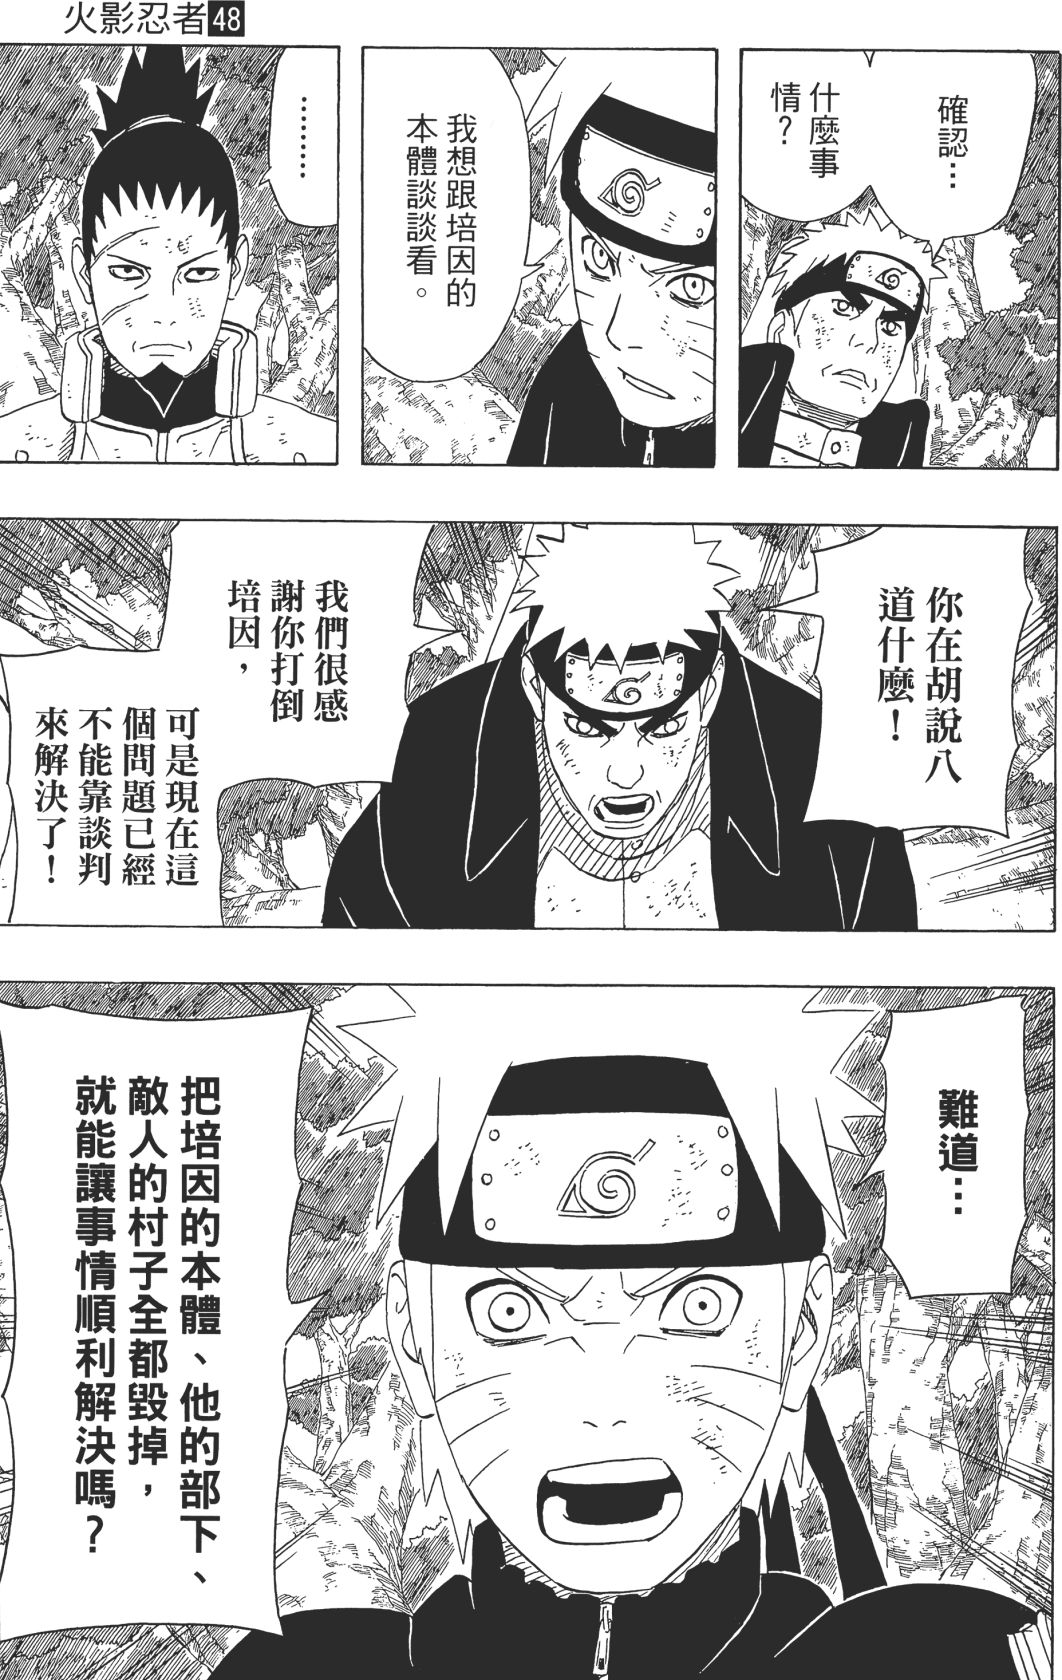 火影忍者48
確認…
什麼事
情？
我想跟培因的
本體談談看。
………
你在胡說八
道什麼！
我們很感
謝你打倒
培因，
可是現在這
個問題已經
不能靠談判
來解決了！
難道…
把培因的本體、他的部下、
敵人的村子全都毀掉，
就能讓事情順利解決嗎？